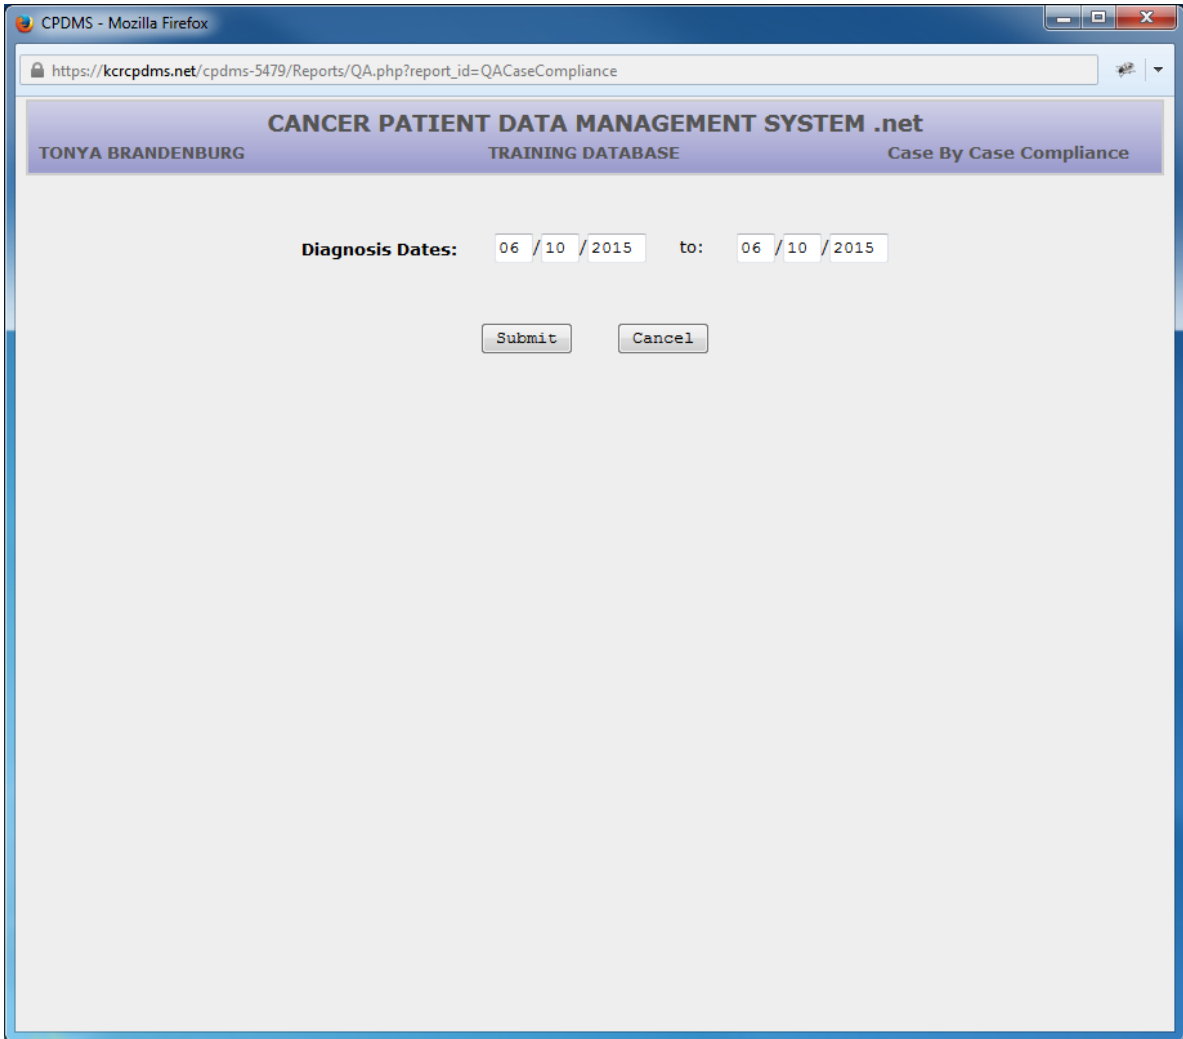 CPDMS - Mozilla Firefox
https://kcrcpdms.net/cpdms-5479/Reports/QA.php?report_id=QACaseCompliance
CANCER PATIENT DATA MANAGEMENT SYSTEM .net
TONYA BRANDENBURG TRAINING DATABASE Case By Case Compliance
Diagnosis Dates: 06 / 10 / 2015 to: 06 / 10 / 2015
Submit Cancel